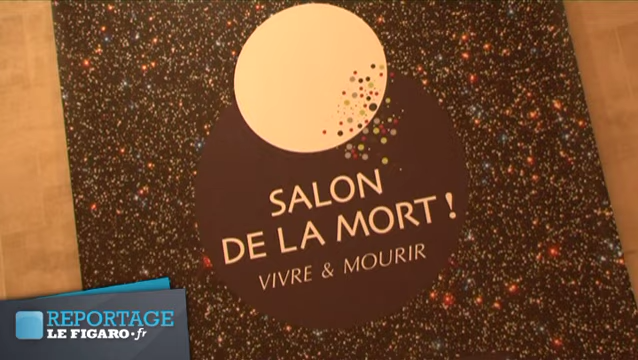 SALON
DE LA MORT !
VIVRE & MOURIR
REPORTAGE
LE FIGARO·fr